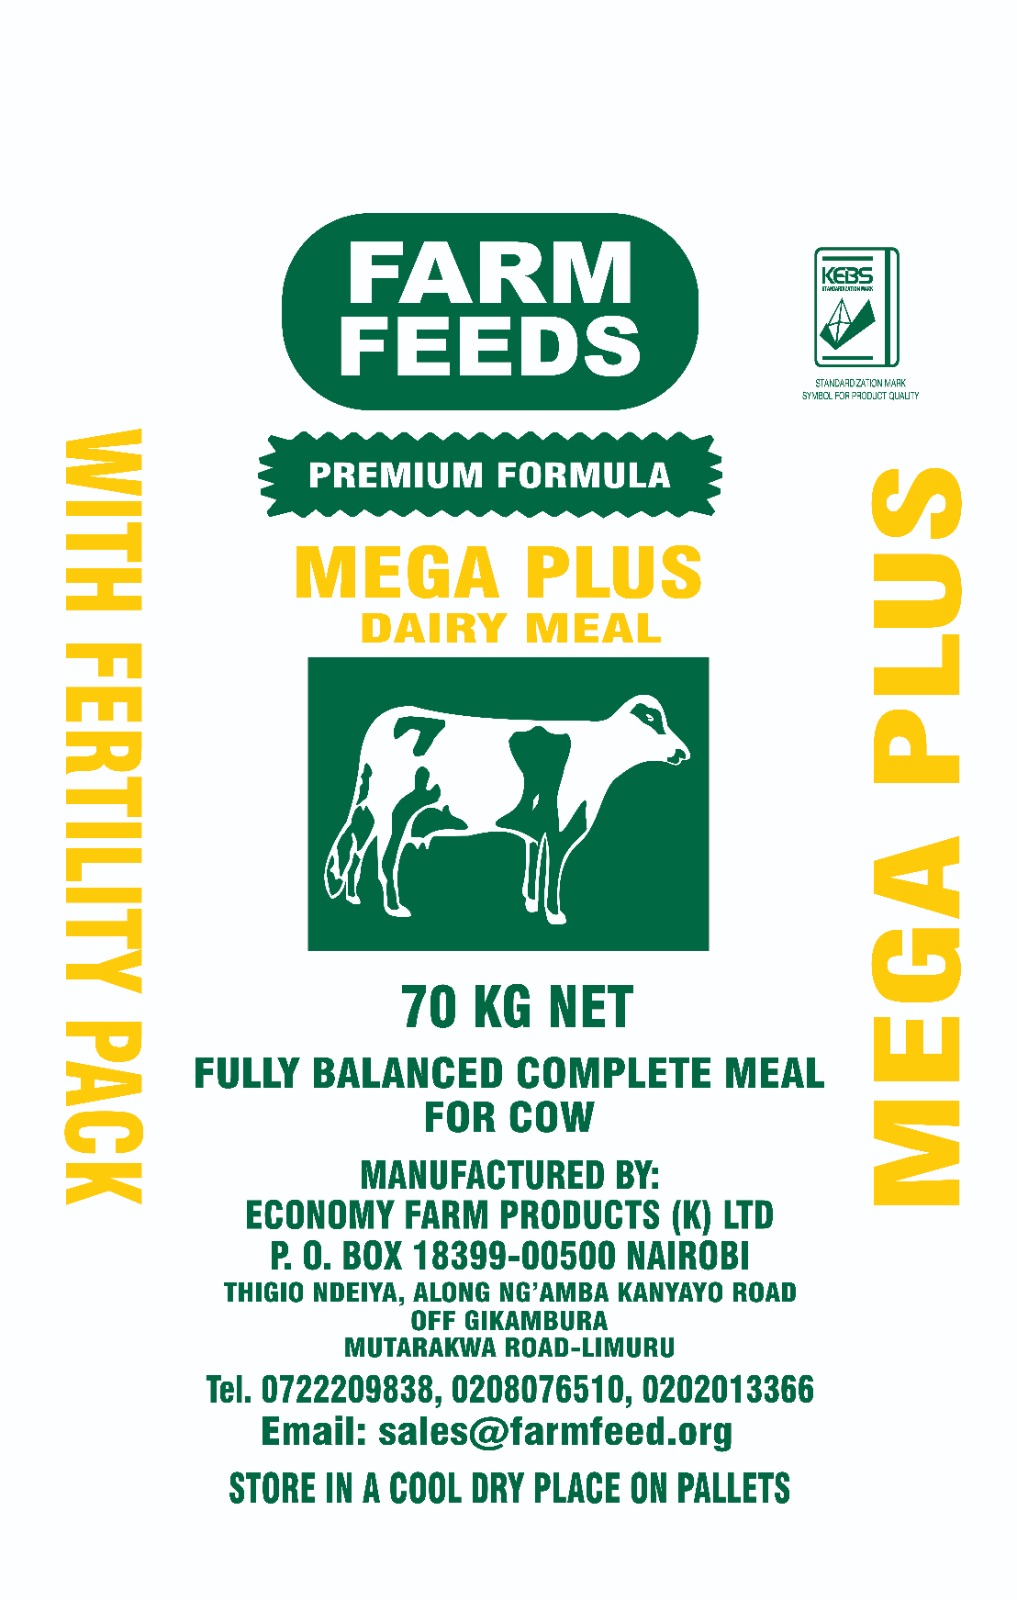 FARM
FEEDS
KEBS
STANDARDIZATION MARK
STANDARDIZATION MARK
SYMBOL FOR PRODUCT QUALITY
PREMIUM FORMULA
MEGA PLUS
DAIRY MEAL
WITH FERTILITY PACK
MEGA PLUS
70 KG NET
FULLY BALANCED COMPLETE MEAL
FOR COW
MANUFACTURED BY:
ECONOMY FARM PRODUCTS (K) LTD
P. O. BOX 18399-00500 NAIROBI
THIGIO NDEIYA, ALONG NG'AMBA KANYAYO ROAD
OFF GIKAMBURA
MUTARAKWA ROAD-LIMURU
Tel. 0722209838, 0208076510, 0202013366
Email: sales@farmfeed.org
STORE IN A COOL DRY PLACE ON PALLETS